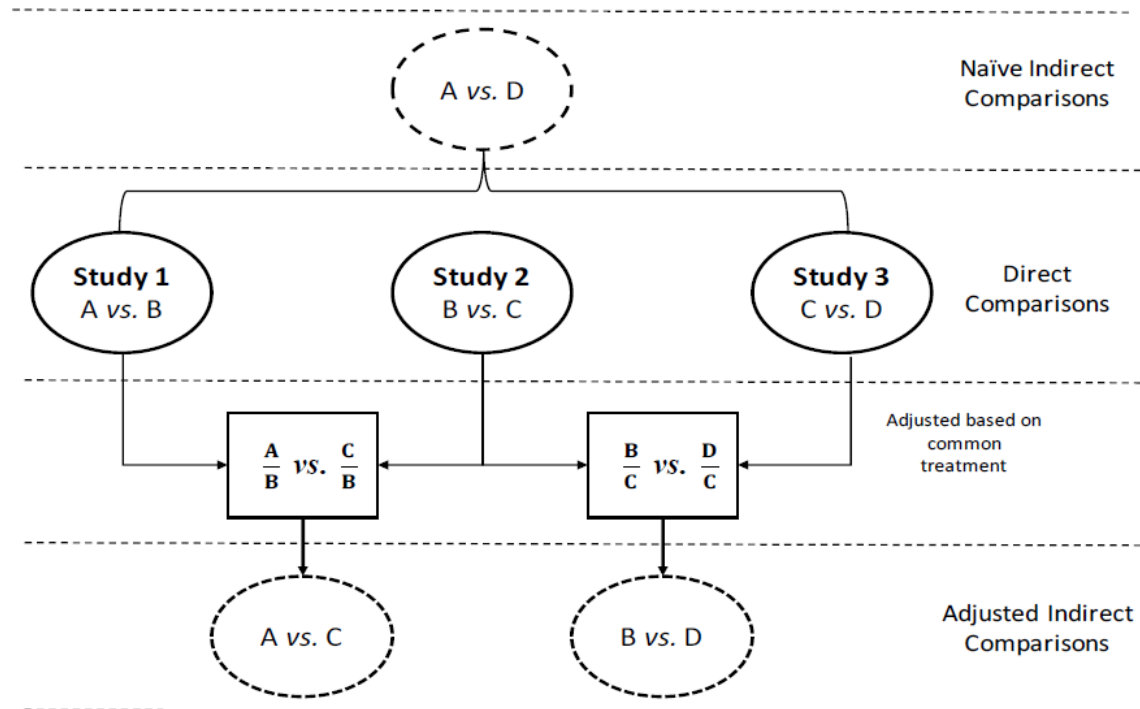 A vs. D
Naïve Indirect
Comparisons
Study 1
A vs. B
Study 2
B vs. C
Study 3
C vs. D
Direct
Comparisons
A/B vs. C/B
B/C vs. D/C
Adjusted based on
common
treatment
A vs. C
B vs. D
Adjusted Indirect
Comparisons